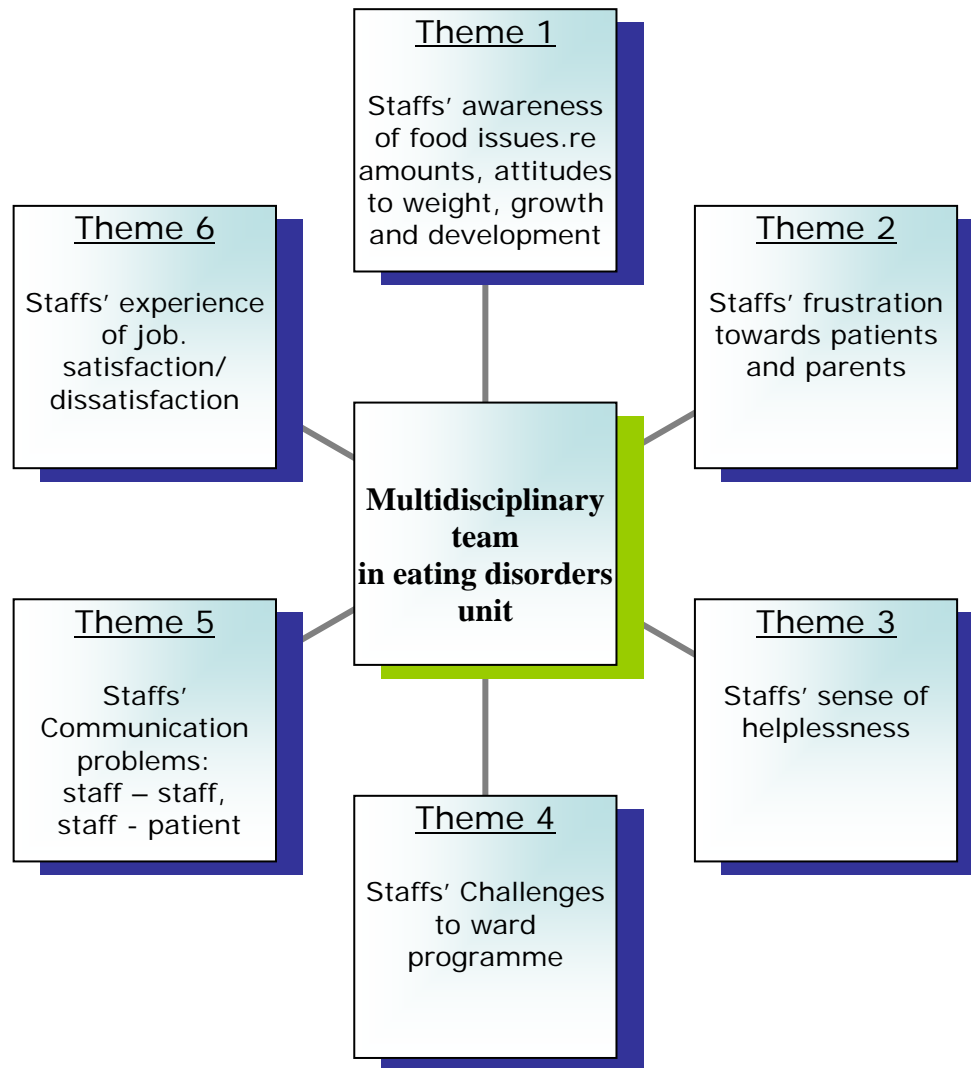 Theme 1
Staffs’ awareness
of food issues.re
amounts, attitudes
to weight, growth
and development
Theme 2
Staffs’ frustration
towards patients
and parents
Theme 3
Staffs’ sense of
helplessness
Theme 4
Staffs’ Challenges
to ward
programme
Theme 5
Staffs’
Communication
problems:
staff – staff,
staff - patient
Theme 6
Staffs’ experience
of job.
satisfaction/
dissatisfaction
Multidisciplinary
team
in eating disorders
unit